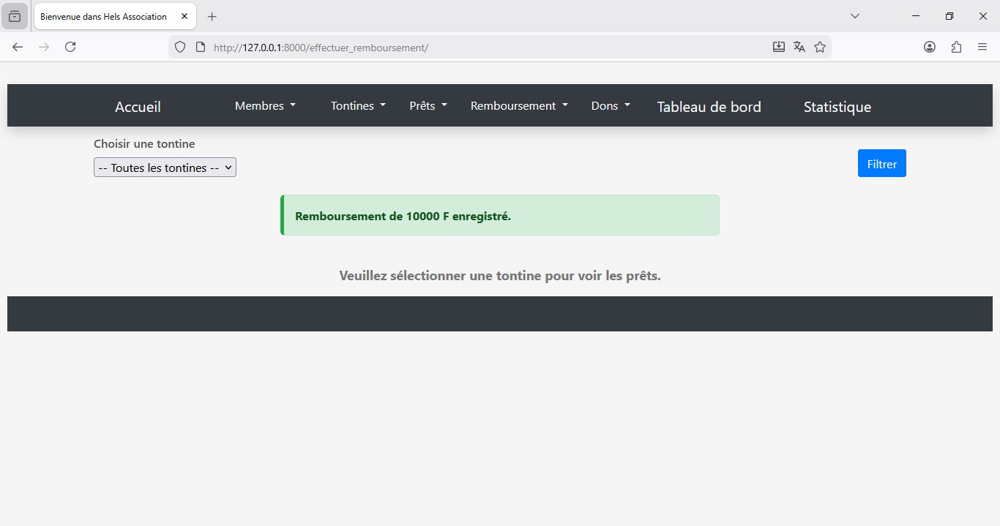 Bienvenue dans Hels Association
http://127.0.0.1:8000/effectuer_remboursement/
Accueil Membres Tontines Prêts Remboursement Dons Tableau de bord Statistique
Choisir une tontine
-- Toutes les tontines --
Filtrer
Remboursement de 10000 F enregistré.
Veuillez sélectionner une tontine pour voir les prêts.